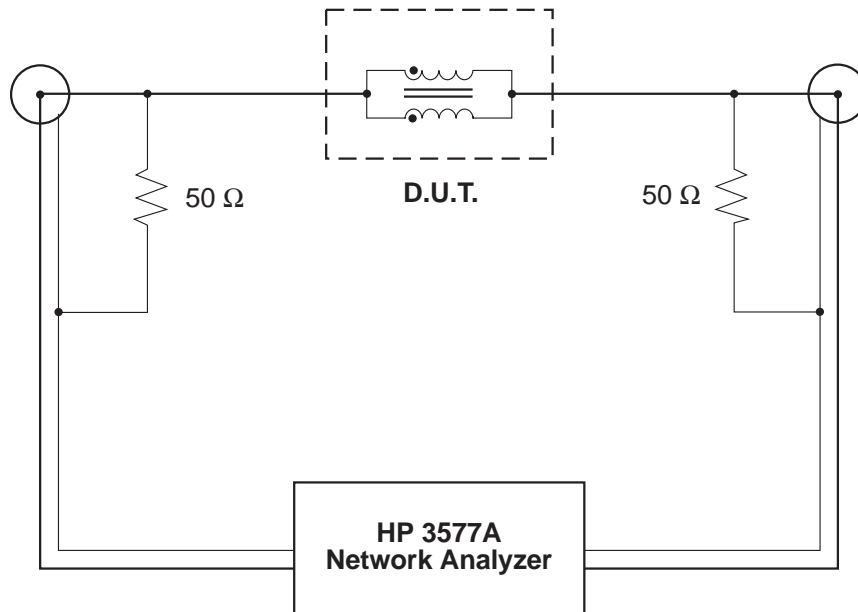 D.U.T.
50 Ω
50 Ω
HP 3577A
Network Analyzer